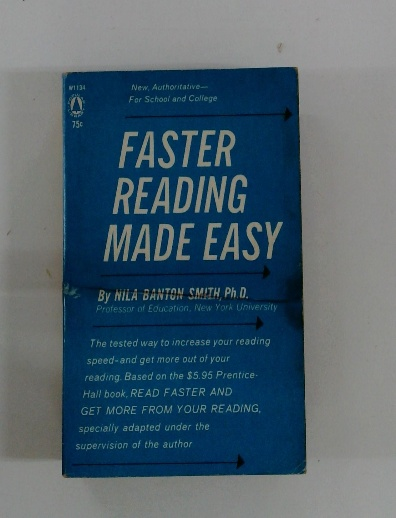 W1134
75¢
New, Authoritative—
For School and College
FASTER
READING
MADE EASY
By NILA BANTON SMITH, Ph.D.
Professor of Education, New York University
The tested way to increase your reading
speed–and get more out of your
reading. Based on the $5.95 Prentice-
Hall book, READ FASTER AND
GET MORE FROM YOUR READING,
specially adapted under the
supervision of the author